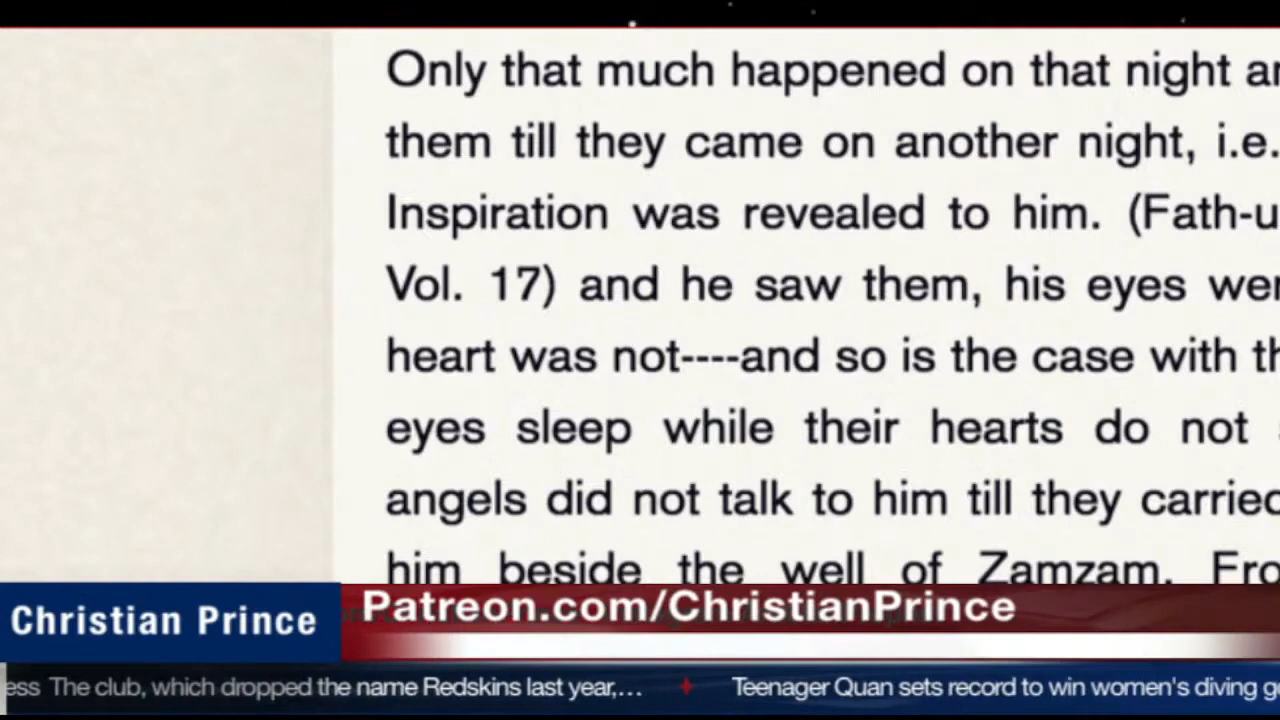 Only that much happened on that night
them till they came on another night, i.e.
Inspiration was revealed to him. (Fath-u
Vol. 17) and he saw them, his eyes wer
heart was not----and so is the case with th
eyes sleep while their hearts do not
angels did not talk to him till they carried
him beside the well of Zamzam. Fro
Christian Prince
Patreon.com/ChristianPrince
ess The club, which dropped the name Redskins last year,... Teenager Quan sets record to win women's diving go